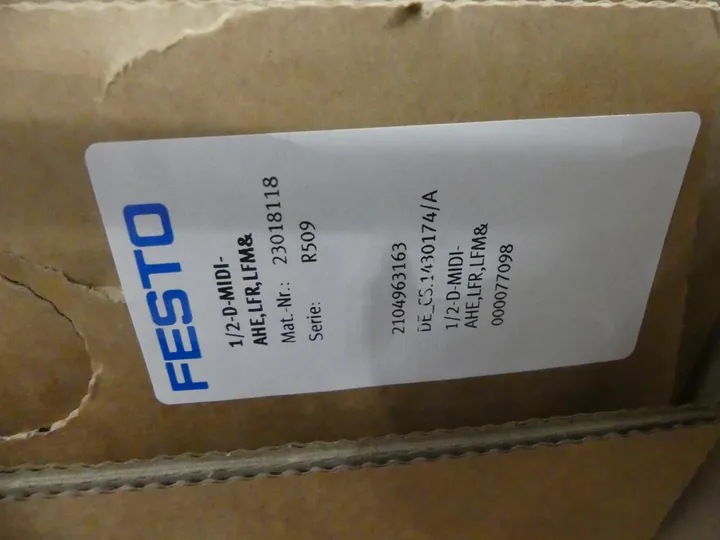 FESTO
1/2-D-MIDI-
AHE,LFR,LFM&
Mat.-Nr.: 23018118
Serie: R509
2104963163
DE_CS.1430174/A
1/2-D-MIDI-
AHE,LFR,LFM&
000077098